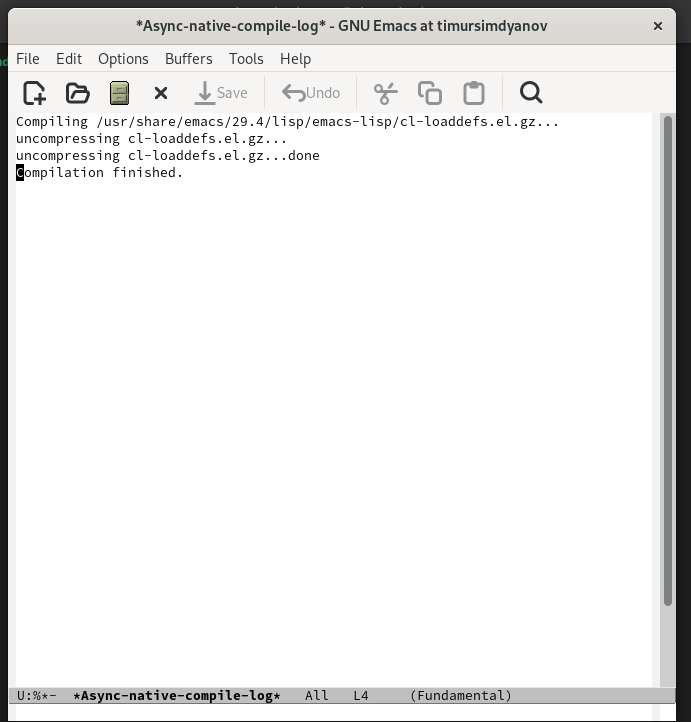 *Async-native-compile-log* - GNU Emacs at timursimdyanov
File Edit Options Buffers Tools Help
Save Undo
Compiling /usr/share/emacs/29.4/lisp/emacs-lisp/cl-loaddefs.el.gz...
uncompressing cl-loaddefs.el.gz...
uncompressing cl-loaddefs.el.gz...done
Compilation finished.
U:%*- *Async-native-compile-log* All L4 (Fundamental)